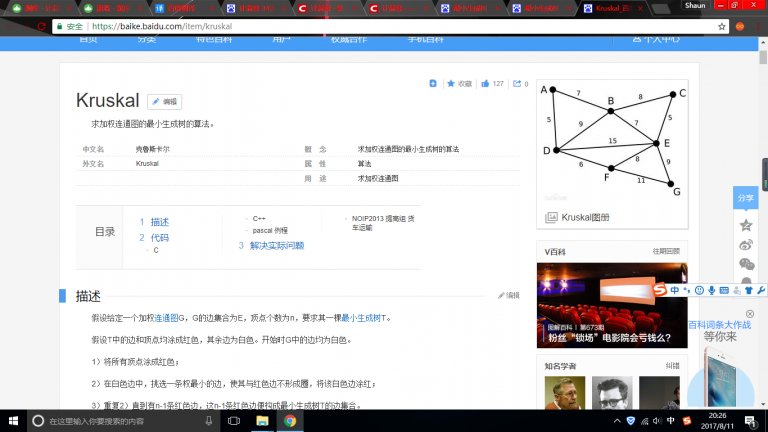 Shaun
安全
https://baike.baidu.com/item/kruskal
首页
分类
特色百科
用户
权威合作
手机百科
个人中心
Kruskal
编辑
收藏
127
0
求加权连通图的最小生成树的算法。
中文名 克鲁斯卡尔
概 念 求加权连通图的最小生成树的算法
外文名 Kruskal
属 性 算法
用 途 求加权连通图
目录
1 描述
2 代码
▪ C
▪ C++
▪ pascal 例程
3 解决实际问题
▪ NOIP2013 提高组 货
车运输
描述
编辑
假设给定一个加权连通图G，G的边集合为E，顶点个数为n，要求其一棵最小生成树T。
假设T中的边和顶点均涂成红色，其余边为白色。开始时G中的边均为白色。
1）将所有顶点涂成红色；
2）在白色边中，挑选一条权最小的边，使其与红色边不形成圈，将该白色边涂红；
3）重复2）直到有n-1条红色边，这n-1条红色边便构成最小生成树T的边集合。
A
7
B
8
C
5
9
7
5
D
15
E
6
8
9
F
11
G
Kruskal图册
V百科
往期回顾
图解百科 | 第673期
粉丝“锁场”电影院会亏钱么?
知名学者
纠错
分享
中
百科词条大作战
等你来
在这里输入你要搜索的内容
中
20:26
2017/8/11
1